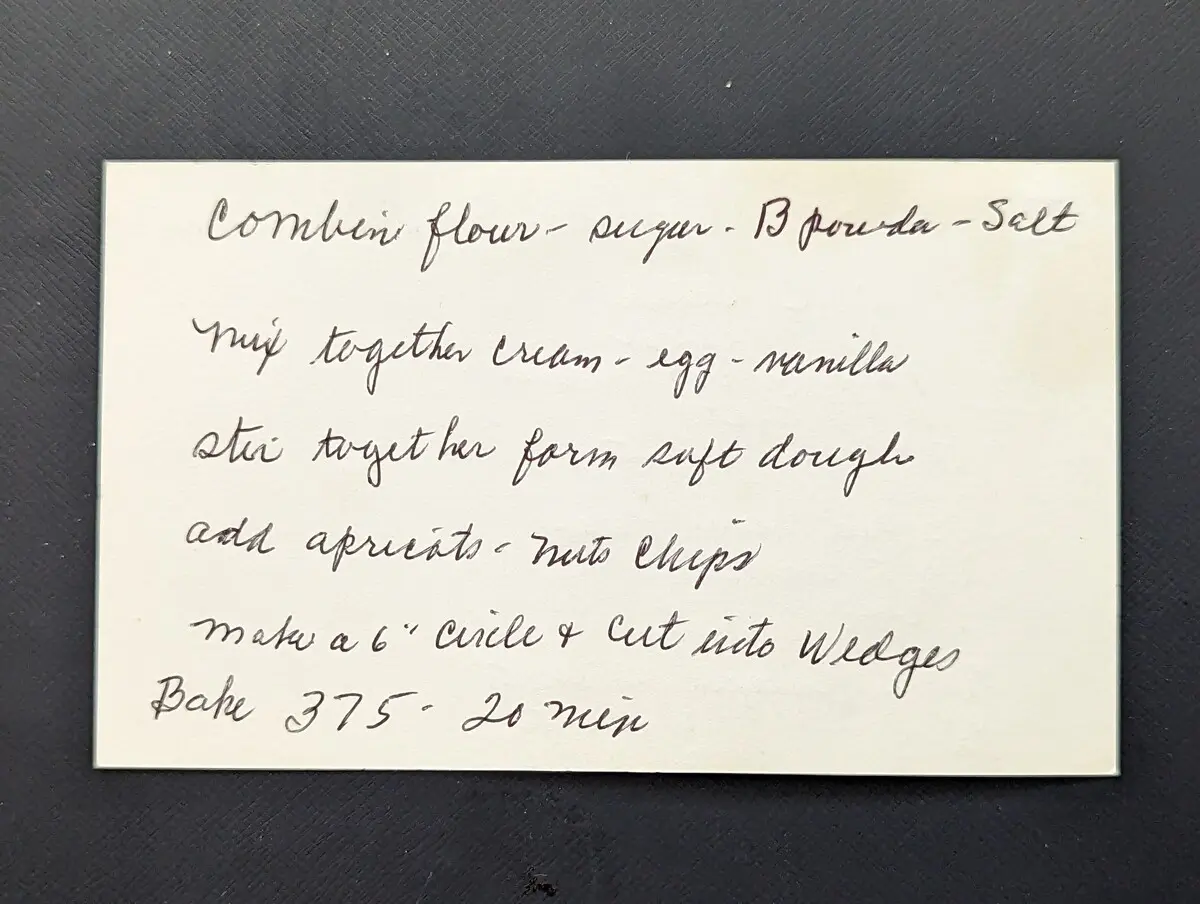 Combin flour - sugar - B powda - Salt
Mix together cream - egg - vanilla
stir together form soft dough
add apricots - nuts chips
make a 6" circle & Cut into Wedges
Bake 375 - 20 min